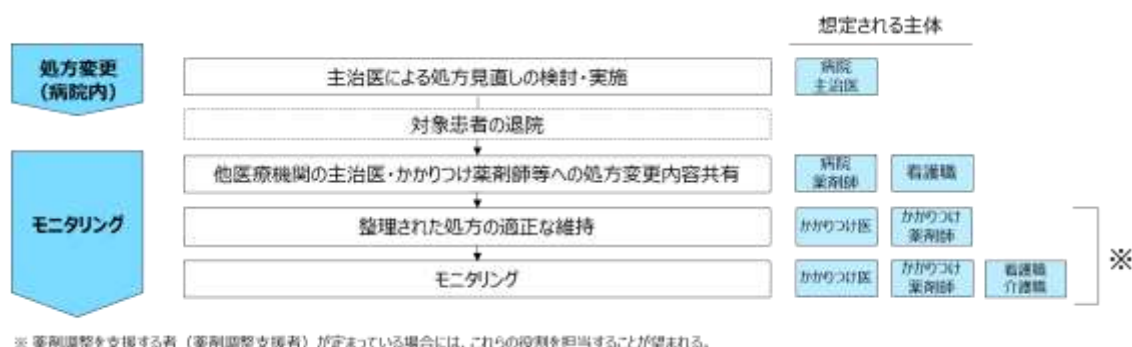 想定される主体
処方変更
(病院内)
主治医による処方見直しの検討・実施
病院
主治医
対象患者の退院
モニタリング
他医療機関の主治医・かかりつけ薬剤師等への処方変更内容共有
病院
薬剤師
看護職
整理された処方の適正な維持
かかりつけ医
かかりつけ
薬剤師
モニタリング
かかりつけ医
かかりつけ
薬剤師
看護職
介護職
※
※ 薬剤調整を支援する者（薬剤調整支援者）が定まっている場合には、これらの役割を担当することが望まれる。